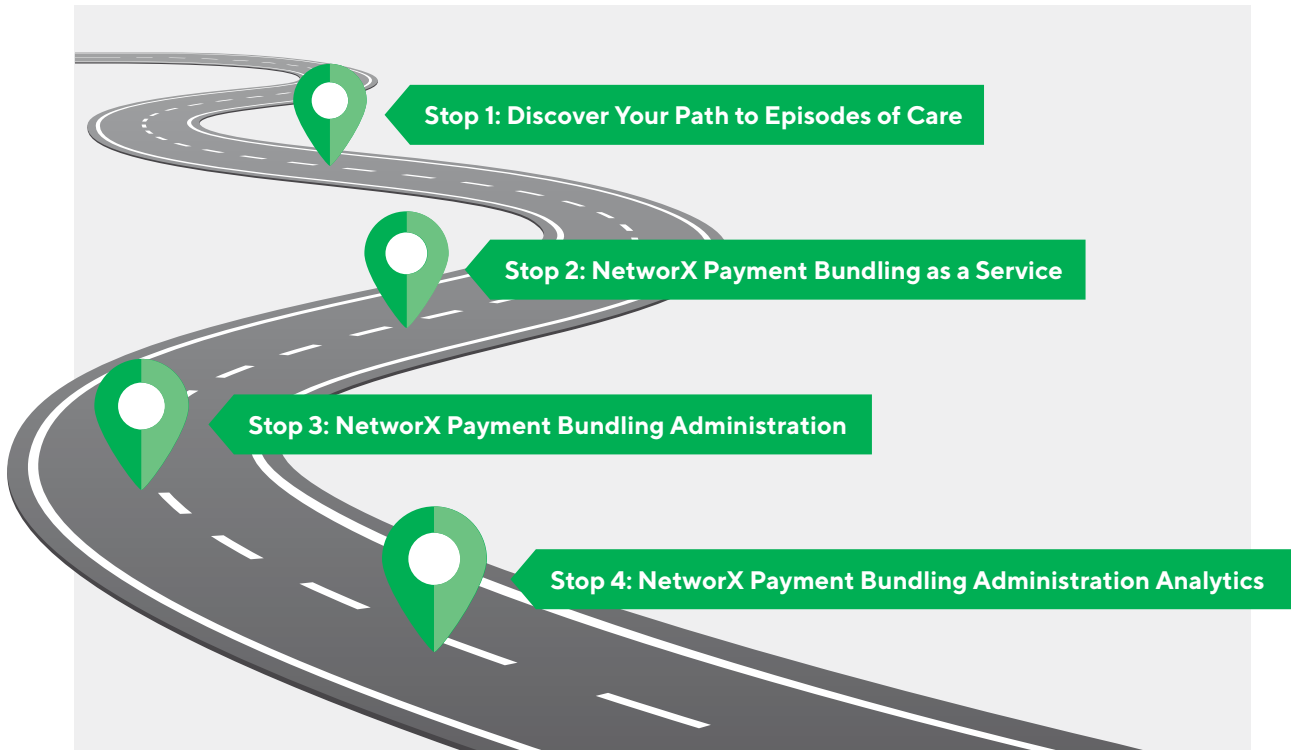 Stop 1: Discover Your Path to Episodes of Care
Stop 2: NetworX Payment Bundling as a Service
Stop 3: NetworX Payment Bundling Administration
Stop 4: NetworX Payment Bundling Administration Analytics